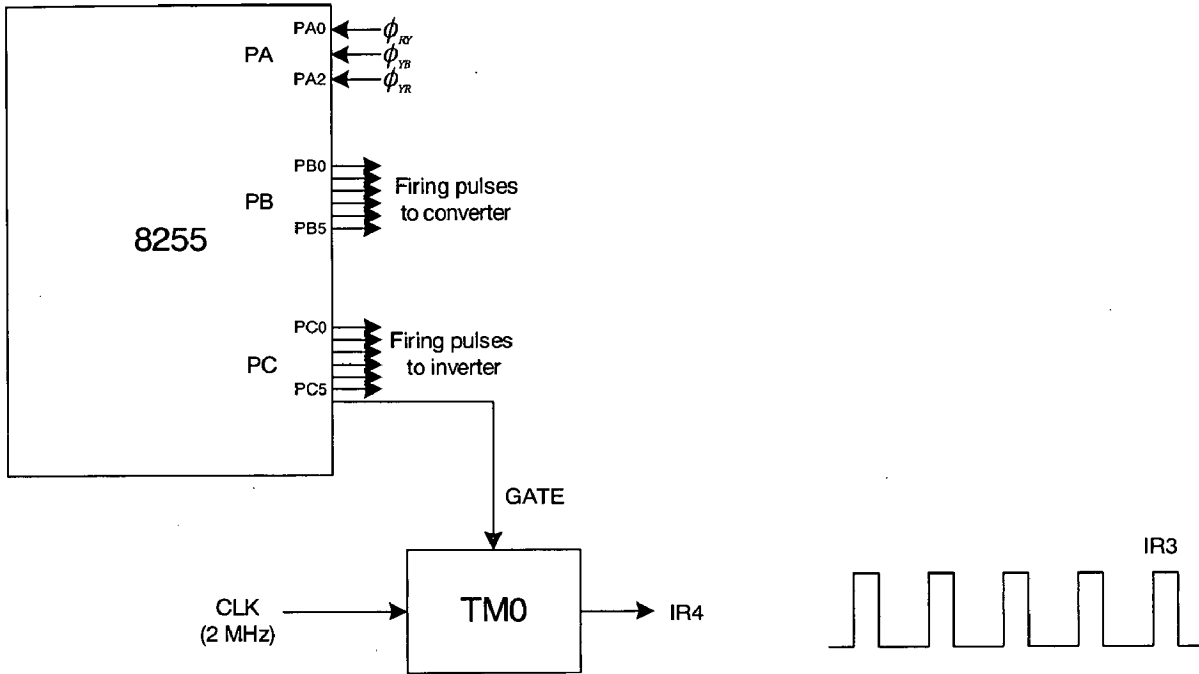 PA0
ϕRY
PA
ϕYB
PA2
ϕYR
PB0
PB
Firing pulses
to converter
PB5
8255
PC0
Firing pulses
to inverter
PC
PC5
GATE
IR3
CLK
(2 MHz)
TM0
IR4